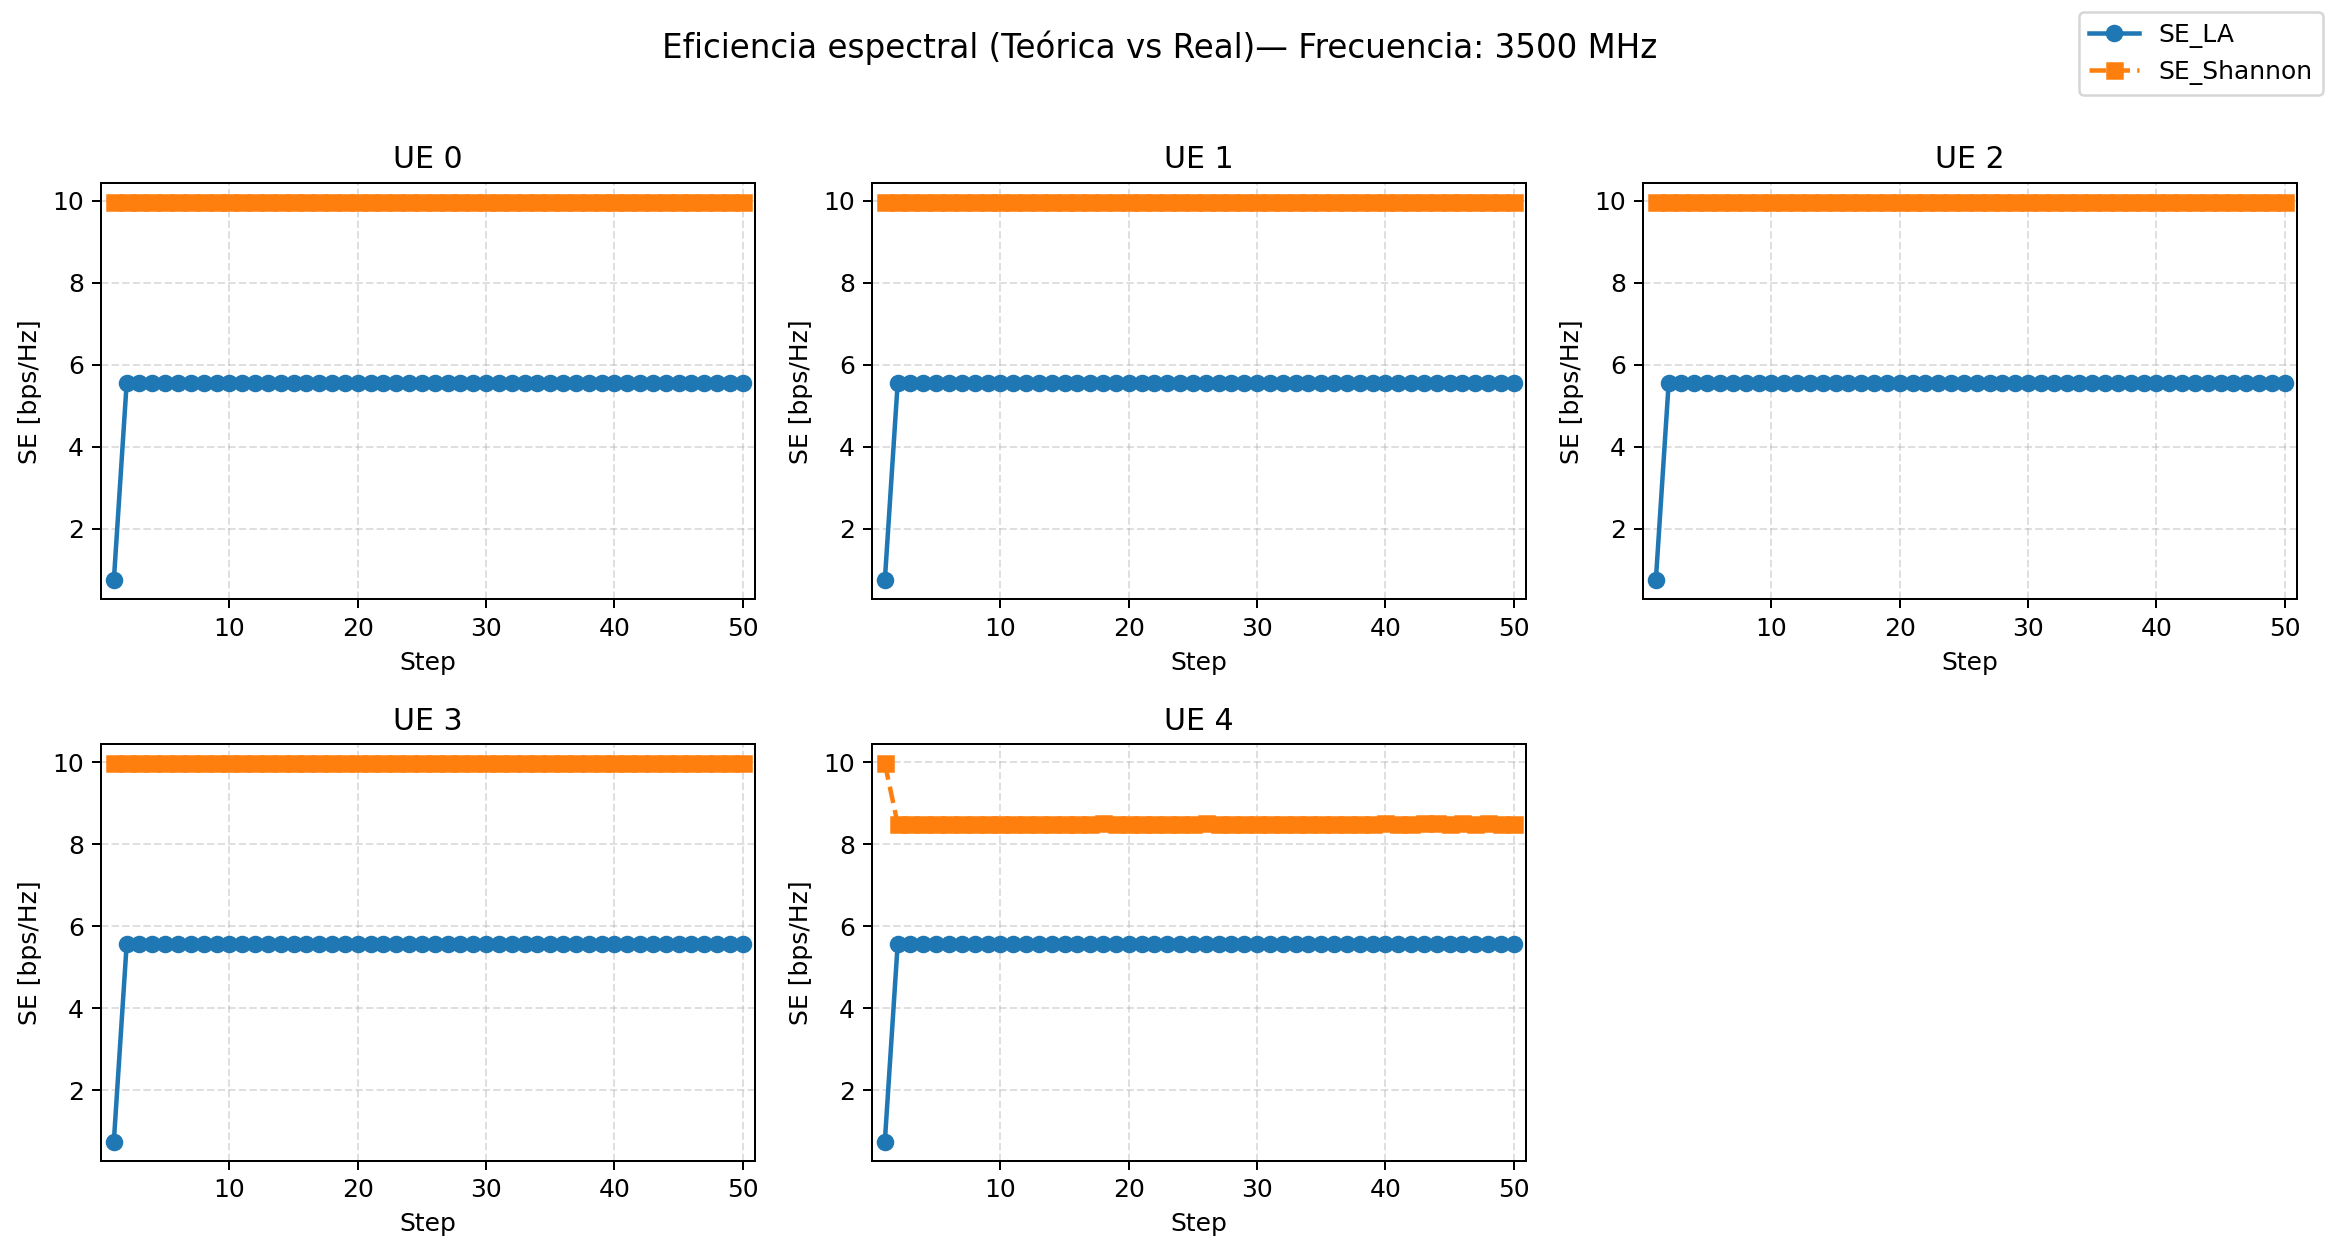 Eficiencia espectral (Teórica vs Real)— Frecuencia: 3500 MHz
SE_LA
SE_Shannon
UE 0
10
8
6
4
2
SE [bps/Hz]
10 20 30 40 50
Step
UE 1
10
8
6
4
2
SE [bps/Hz]
10 20 30 40 50
Step
UE 2
10
8
6
4
2
SE [bps/Hz]
10 20 30 40 50
Step
UE 3
10
8
6
4
2
SE [bps/Hz]
10 20 30 40 50
Step
UE 4
10
8
6
4
2
SE [bps/Hz]
10 20 30 40 50
Step